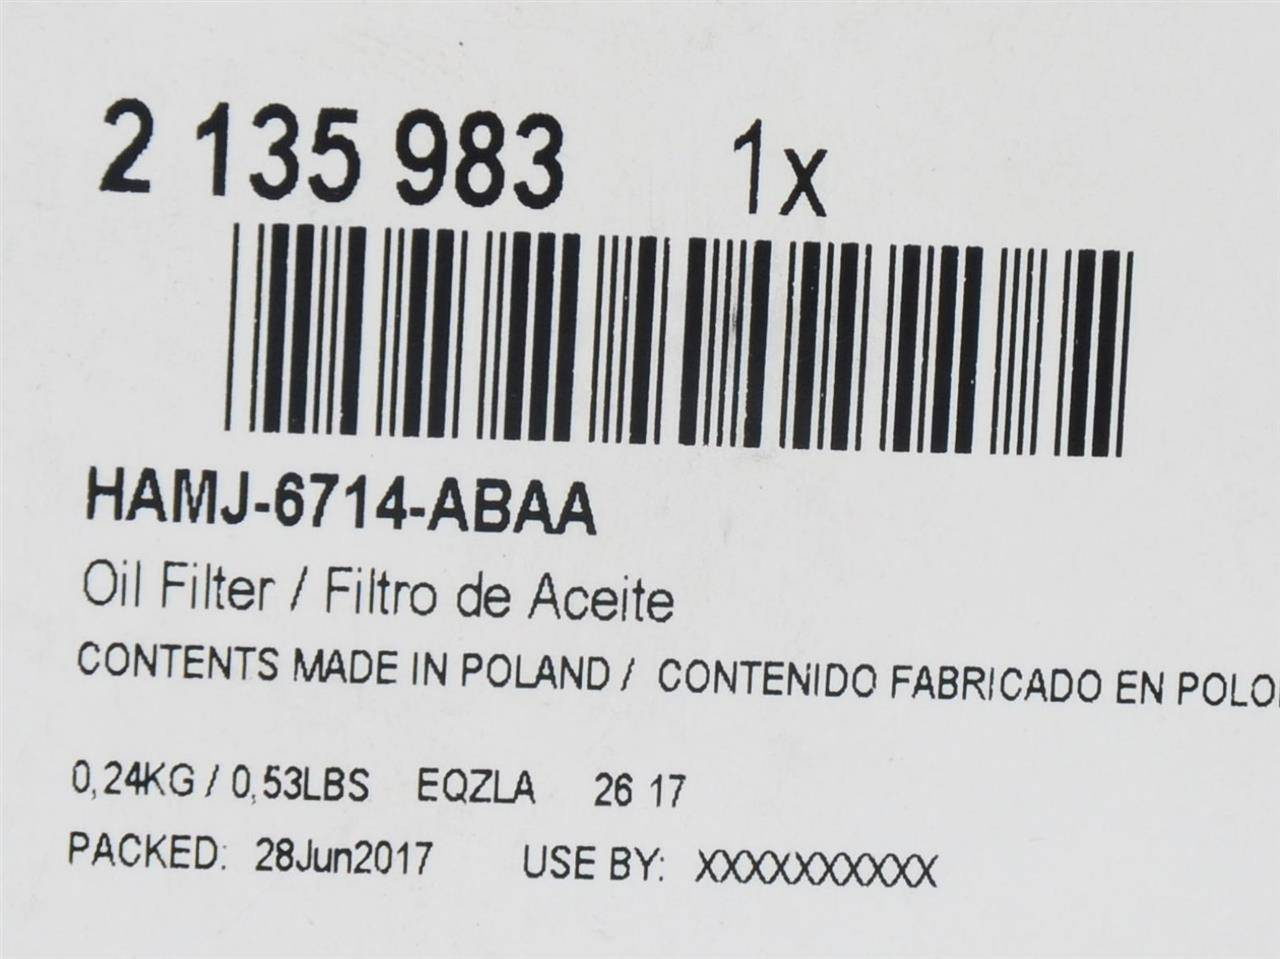 2 135 983 1x
HAMJ-6714-ABAA
Oil Filter / Filtro de Aceite
CONTENTS MADE IN POLAND / CONTENIDO FABRICADO EN
0,24KG / 0,53LBS EQZLA 26 17
PACKED: 28Jun2017 USE BY: XXXXXXXXXX